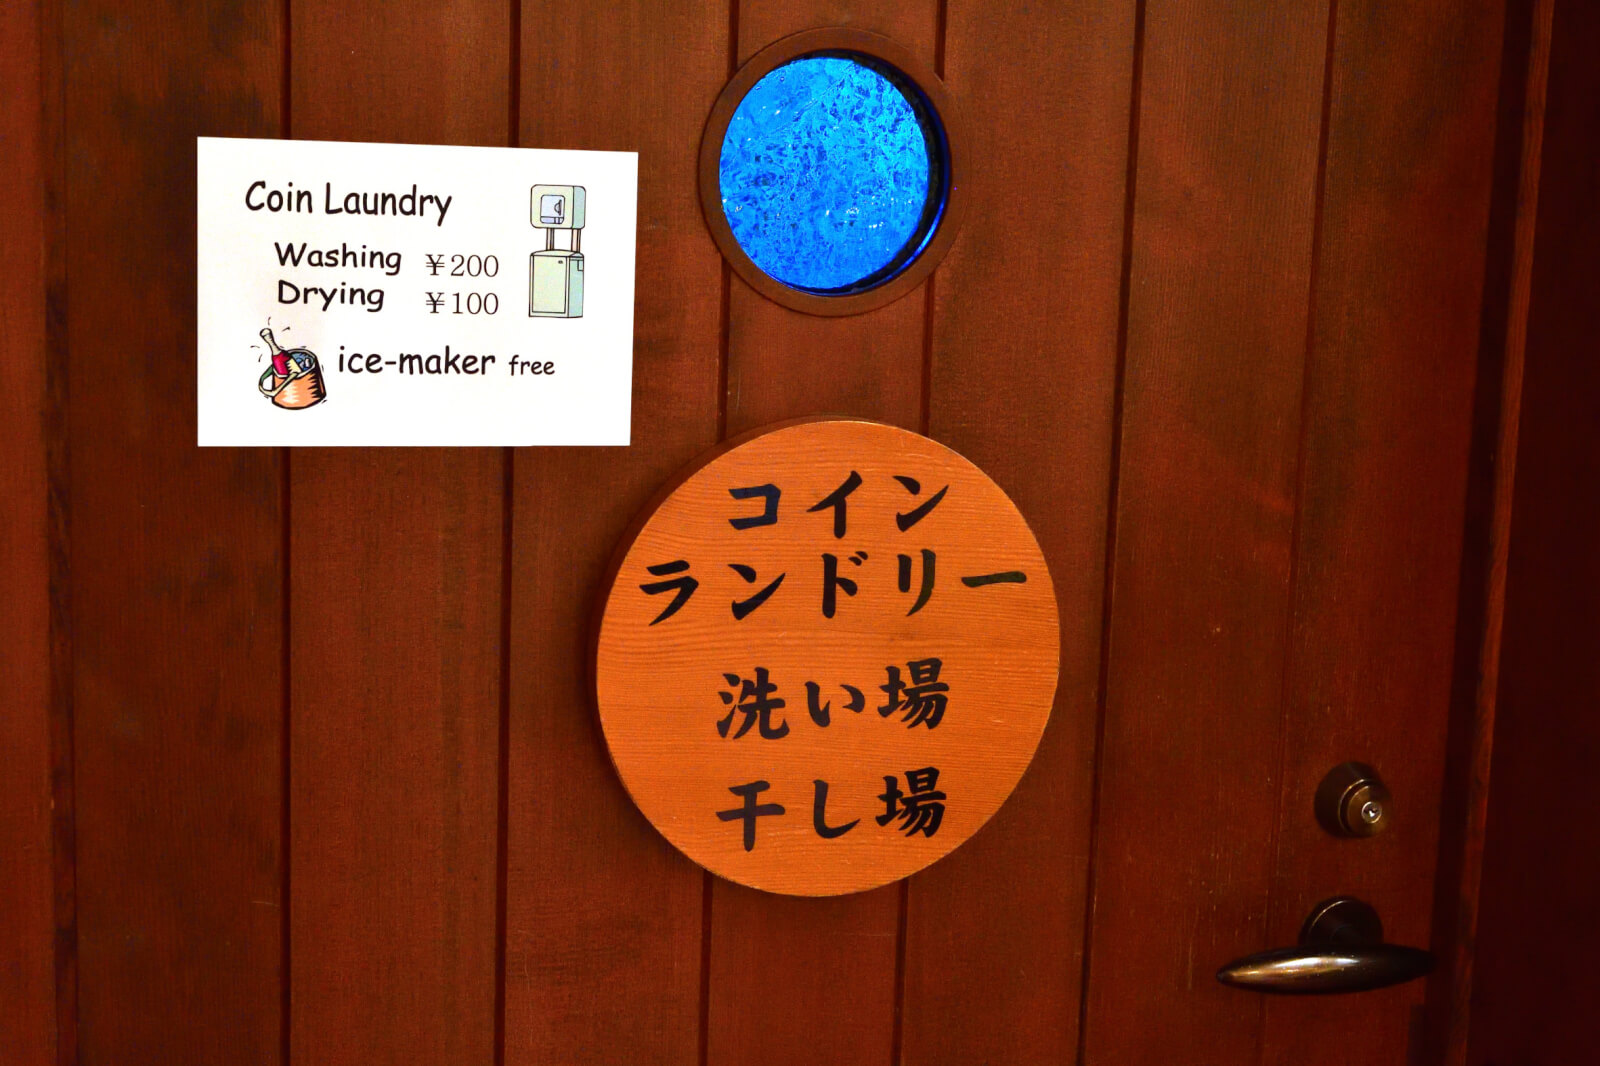 Coin Laundry
Washing ¥200
Drying ¥100
ice-maker free
コイン
ランドリー
洗い場
干し場